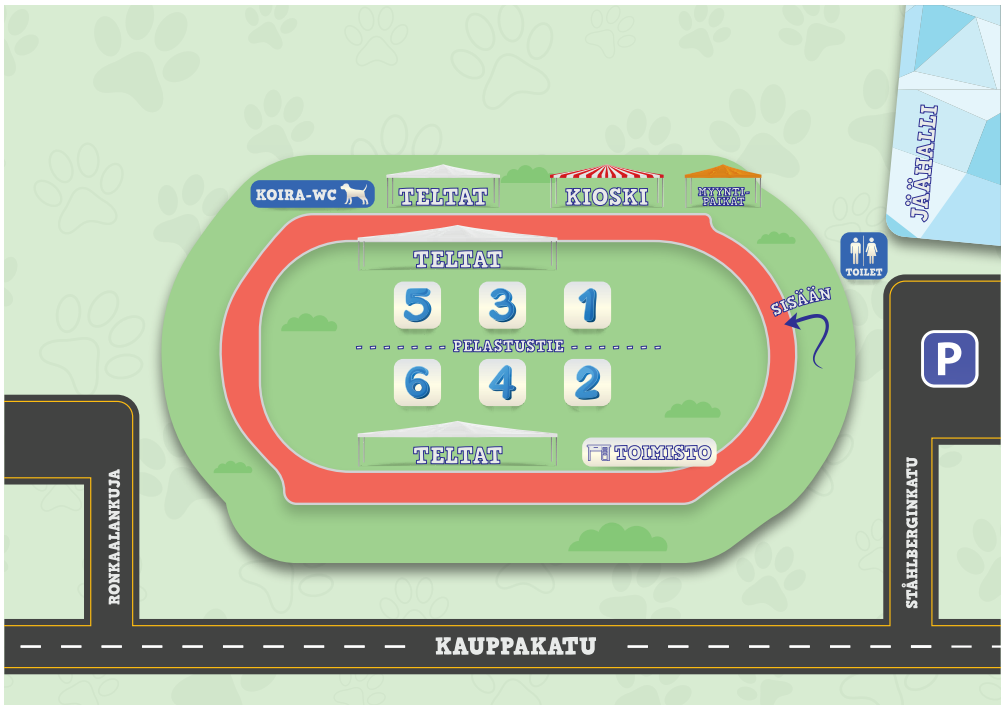 JÄÄHALLI
KOIRA-WC
TELTAT
KIOSKI
MYYNTI-
PAIKAT
TELTAT
TOILET
SISÄÄN
5 3 1
PELASTUSTIE
6 4 2
P
TELTAT
TOIMISTO
RONKAALANKUJA
STÅHLBERGINKATU
KAUPPAKATU